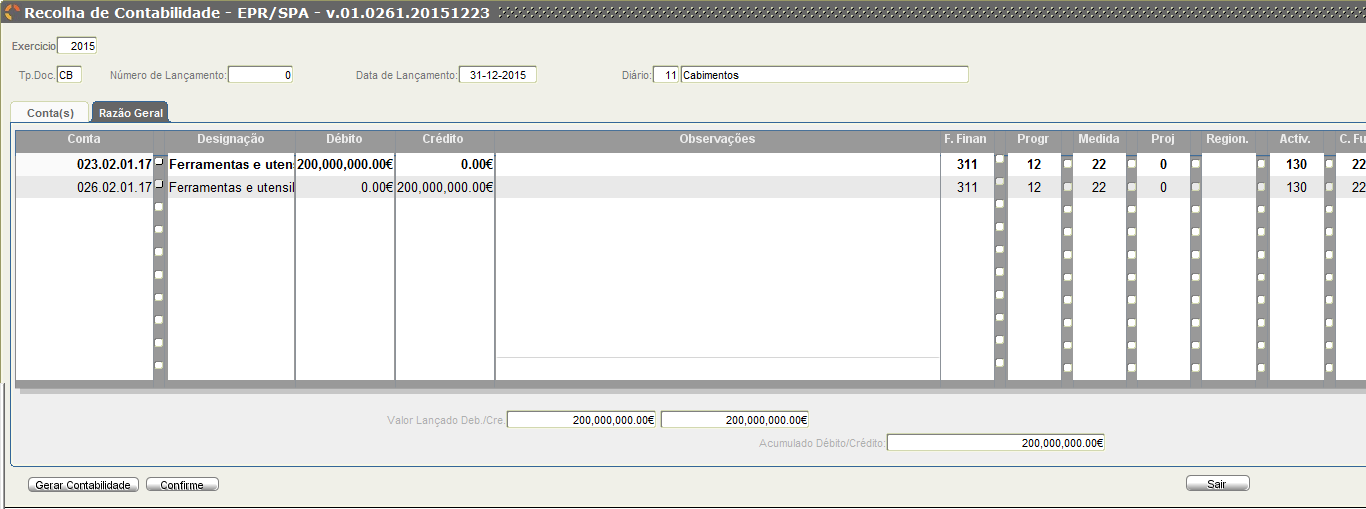 Recolha de Contabilidade - EPR/SPA - v.01.0261.20151223
Exercicio 2015
Tp.Doc. CB Número de Lançamento: 0 Data de Lançamento: 31-12-2015 Diário: 11 Cabimentos
Conta(s) Razão Geral
Conta Designação Débito Crédito Observações F. Finan Progr Medida Proj Region. Activ. C. Fu
023.02.01.17 Ferramentas e uten 200,000,000.00€ 0.00€ 311 12 22 0 130 22
026.02.01.17 Ferramentas e utensil 0.00€ 200,000,000.00€ 311 12 22 0 130 22
Valor Lançado Deb./Cre. 200,000,000.00€ 200,000,000.00€
Acumulado Débito/Crédito: 200,000,000.00€
Gerar Contabilidade Confirme Sair